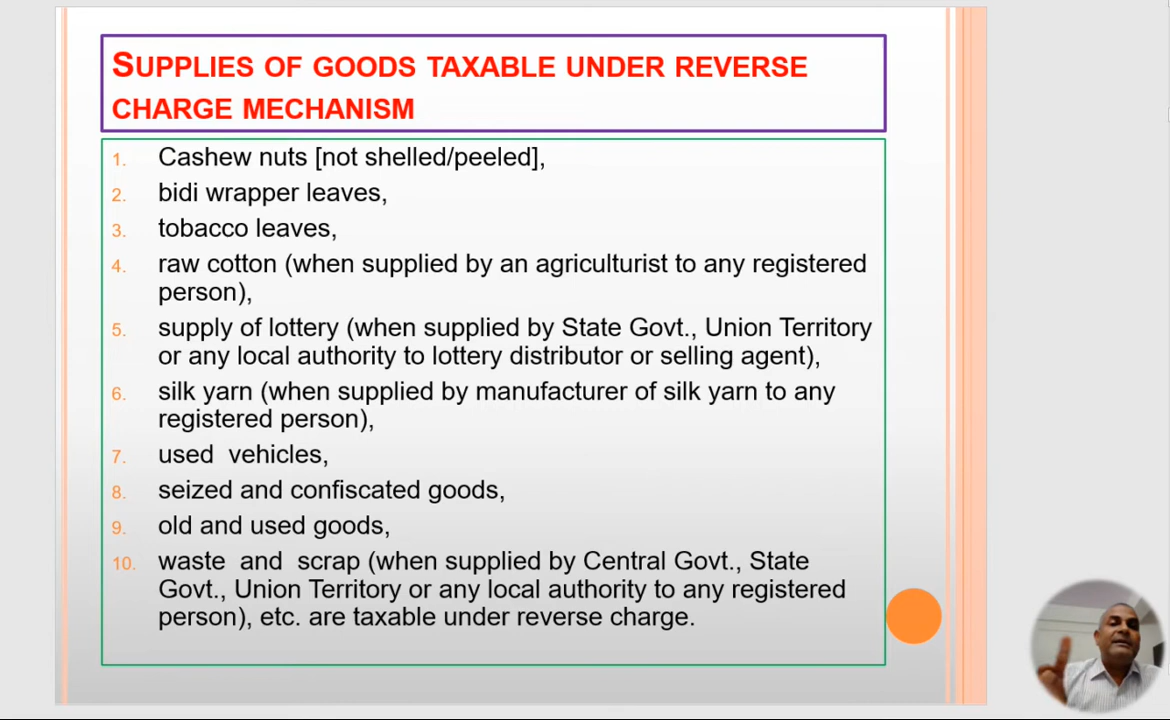 SUPPLIES OF GOODS TAXABLE UNDER REVERSE
CHARGE MECHANISM
1. Cashew nuts [not shelled/peeled],
2. bidi wrapper leaves,
3. tobacco leaves,
4. raw cotton (when supplied by an agriculturist to any registered
person),
5. supply of lottery (when supplied by State Govt., Union Territory
or any local authority to lottery distributor or selling agent),
6. silk yarn (when supplied by manufacturer of silk yarn to any
registered person),
7. used vehicles,
8. seized and confiscated goods,
9. old and used goods,
10. waste and scrap (when supplied by Central Govt., State
Govt., Union Territory or any local authority to any registered
person), etc. are taxable under reverse charge.